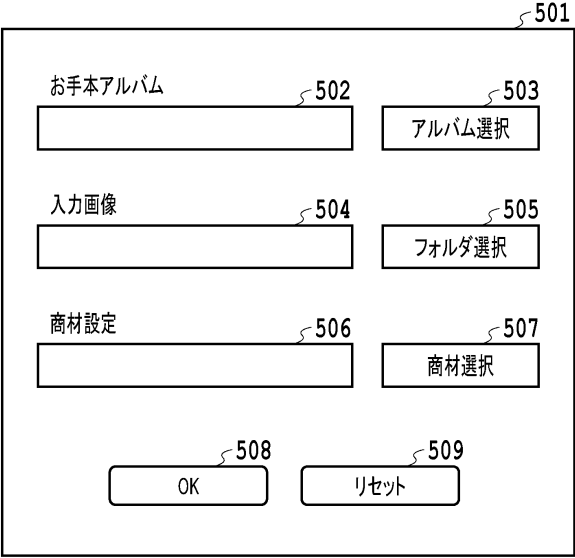 501
お手本アルバム
502
503
アルバム選択
入力画像
504
505
フォルダ選択
商材設定
506
507
商材選択
508
509
OK
リセット